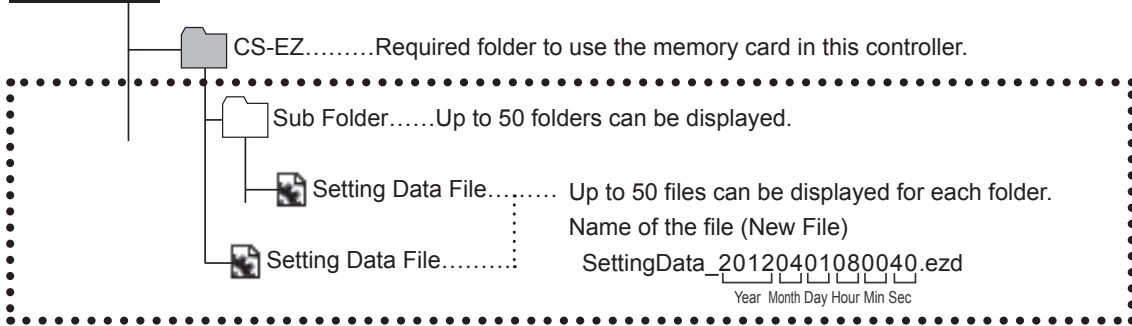 CS-EZ.........Required folder to use the memory card in this controller.
Sub Folder......Up to 50 folders can be displayed.
Setting Data File......... Up to 50 files can be displayed for each folder.
Name of the file (New File)
Setting Data File......... SettingData_20120401080040.ezd
Year Month Day Hour Min Sec